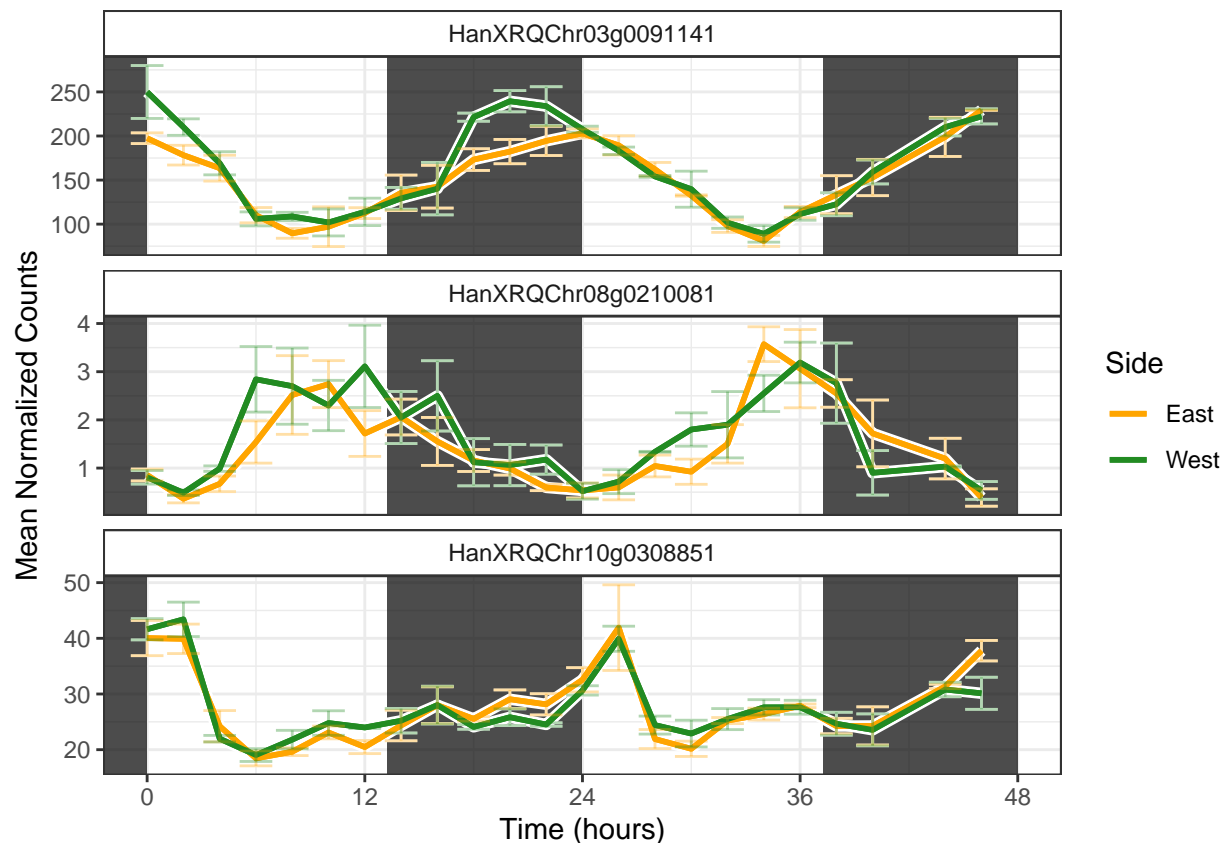 HanXRQChr03g0091141
250
200
150
100
HanXRQChr08g0210081
4
3
2
1
HanXRQChr10g0308851
50
40
30
20
0
12
24
36
48
Time (hours)
Mean Normalized Counts
Side
East
West